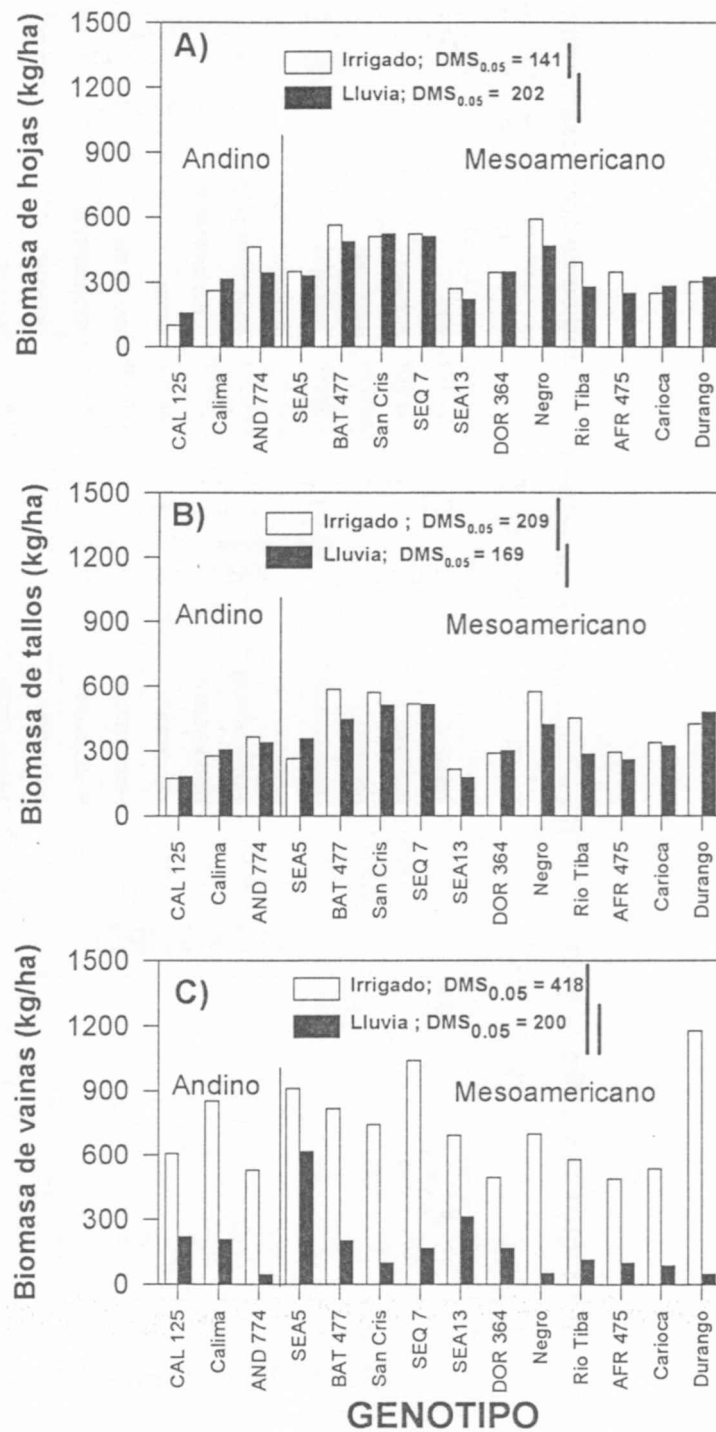 A)
Irrigado; DMS0.05 = 141
Lluvia; DMS0.05 = 202
Andino
Mesoamericano
Biomasa de hojas (kg/ha)
1500
1200
900
600
300
0
CAL 125
Calima
AND 774
SEA5
BAT 477
San Cris
SEQ 7
SEA13
DOR 364
Negro
Rio Tiba
AFR 475
Carioca
Durango
B)
Irrigado ; DMS0.05 = 209
Lluvia; DMS0.05 = 169
Andino
Mesoamericano
Biomasa de tallos (kg/ha)
1500
1200
900
600
300
0
CAL 125
Calima
AND 774
SEA5
BAT 477
San Cris
SEQ 7
SEA13
DOR 364
Negro
Rio Tiba
AFR 475
Carioca
Durango
C)
Irrigado; DMS0.05 = 418
Lluvia ; DMS0.05 = 200
Andino
Mesoamericano
Biomasa de vainas (kg/ha)
1500
1200
900
600
300
0
CAL 125
Calima
AND 774
SEA5
BAT 477
San Cris
SEQ 7
SEA13
DOR 364
Negro
Rio Tiba
AFR 475
Carioca
Durango
GENOTIPO